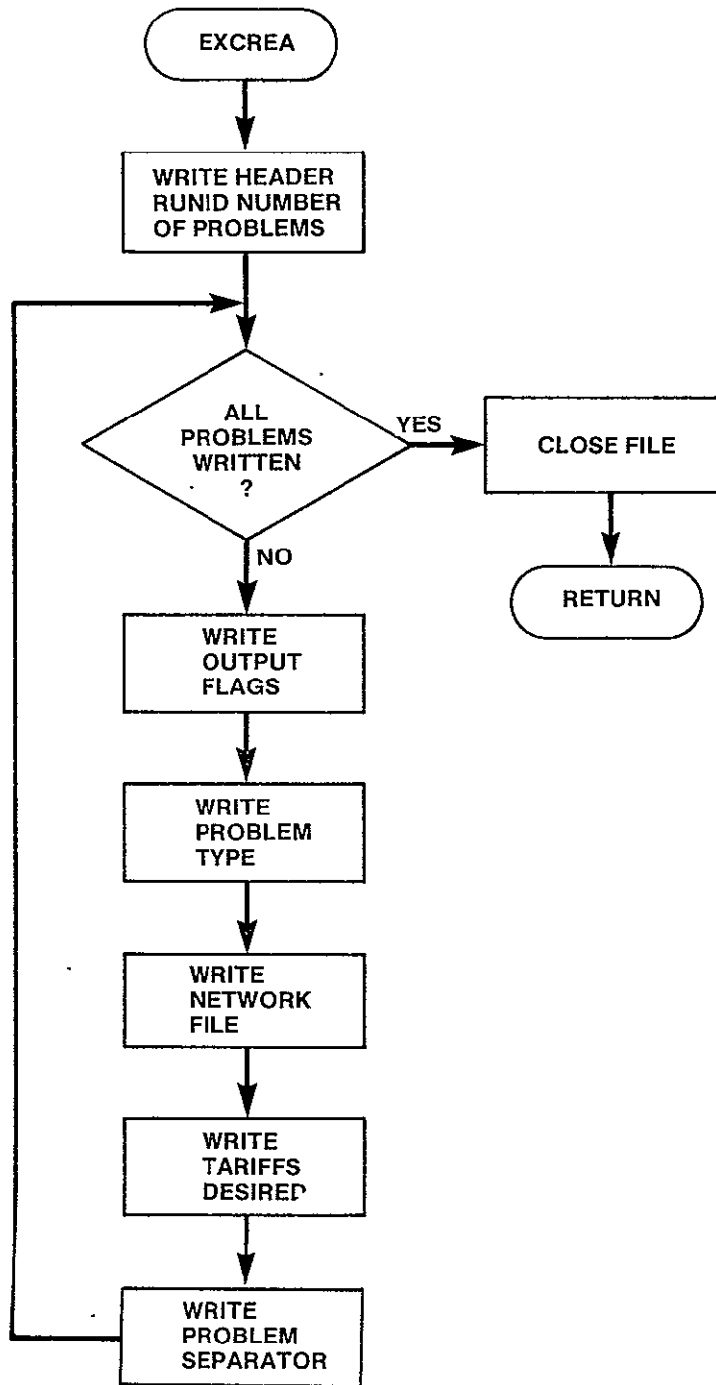 EXCREA
WRITE HEADER
RUNID NUMBER
OF PROBLEMS
ALL
PROBLEMS
WRITTEN
?
YES
CLOSE FILE
RETURN
NO
WRITE
OUTPUT
FLAGS
WRITE
PROBLEM
TYPE
WRITE
NETWORK
FILE
WRITE
TARIFFS
DESIRED
WRITE
PROBLEM
SEPARATOR